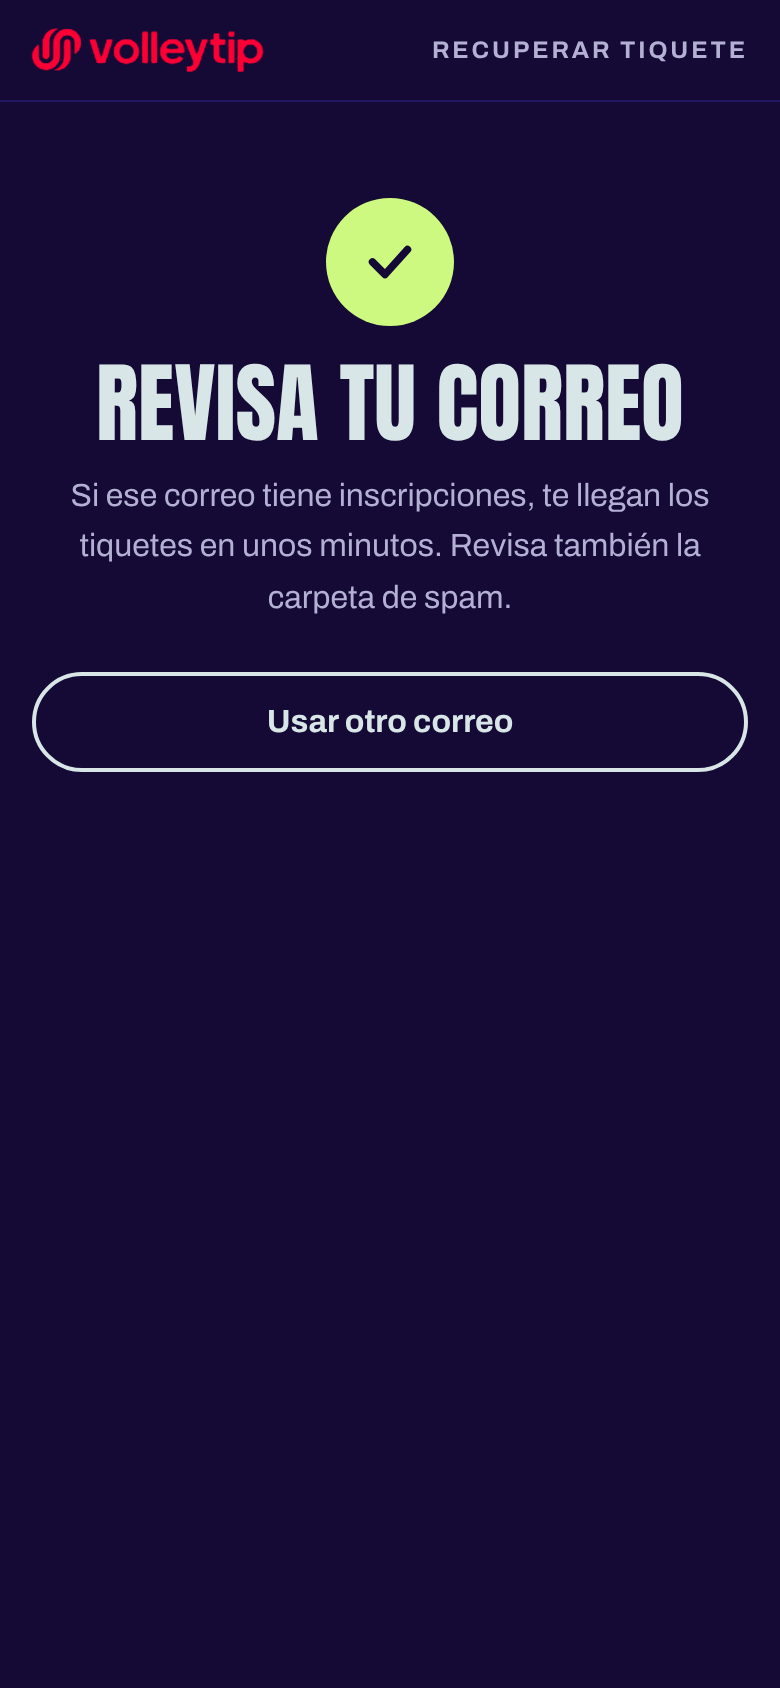 volleytip
RECUPERAR TIQUETE
REVISA TU CORREO
Si ese correo tiene inscripciones, te llegan los
tiquetes en unos minutos. Revisa también la
carpeta de spam.
Usar otro correo